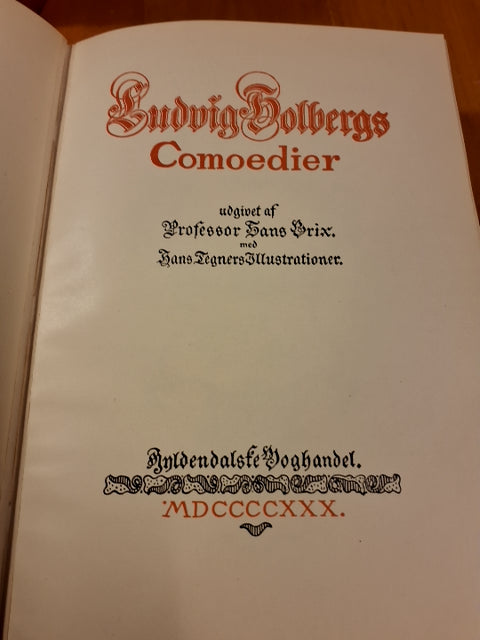 Ludvig Holbergs
Comoedier
udgivet af
Professor Hans Brix.
med
Hans Tegners Illustrationer.
Gyldendalske Boghandel.
MDCCCCXXX.